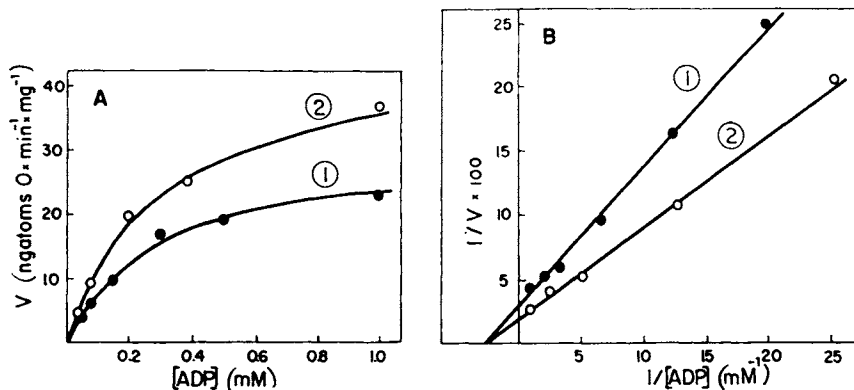 A
40
30
20
10
V (ngatoms O × min⁻¹ × mg⁻¹)
②
①
0.2 0.4 0.6 0.8 1.0
[ADP] (mM)
B
25
20
15
10
5
1/V × 100
①
②
5 10 15 20 25
1/[ADP] (mM⁻¹)